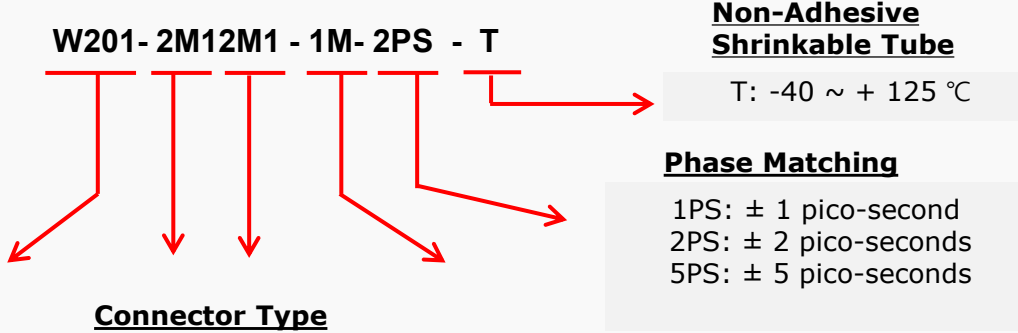 Non-Adhesive
Shrinkable Tube
W201- 2M12M1 - 1M- 2PS - T
T: -40 ~ + 125 ℃
Phase Matching
1PS: ± 1 pico-second
2PS: ± 2 pico-seconds
5PS: ± 5 pico-seconds
Connector Type